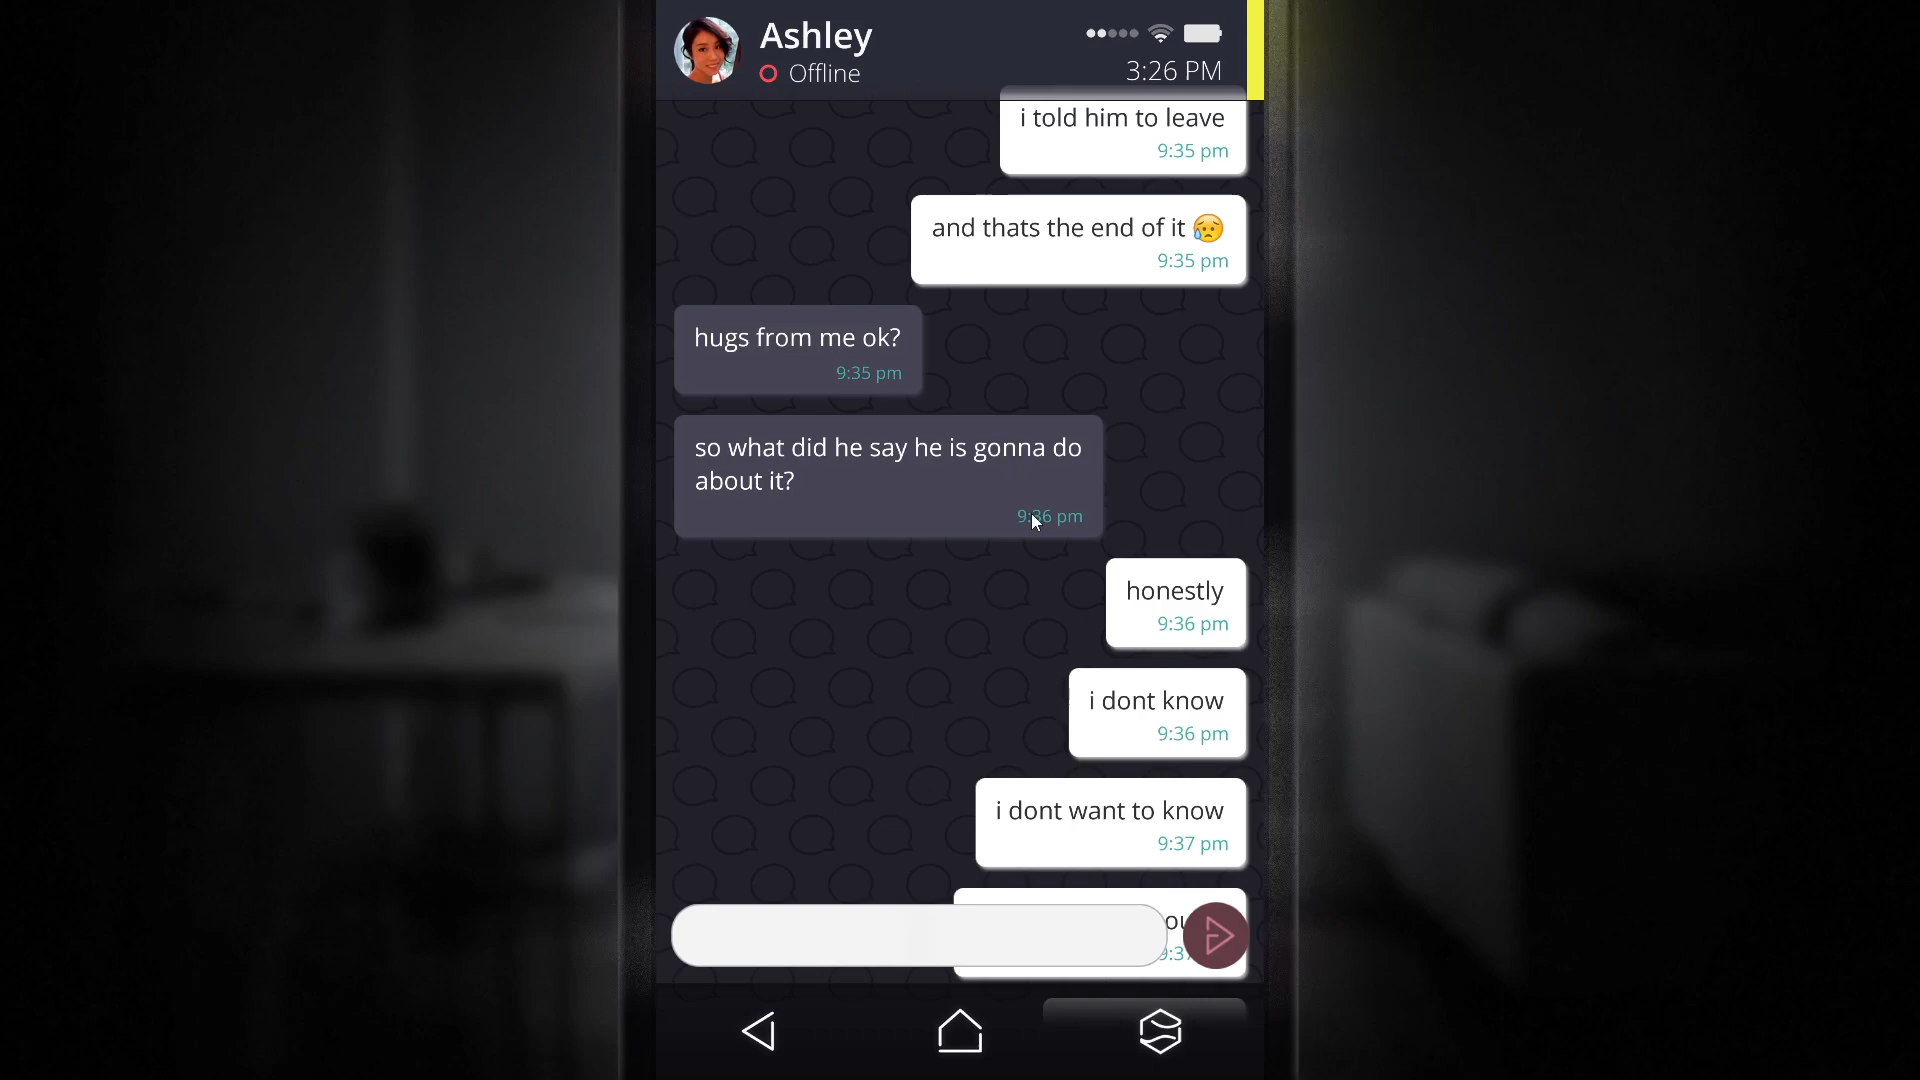 Ashley
Offline
3:26 PM
i told him to leave
9:35 pm
and thats the end of it 😥
9:35 pm
hugs from me ok?
9:35 pm
so what did he say he is gonna do
about it?
9:36 pm
honestly
9:36 pm
i dont know
9:36 pm
i dont want to know
9:37 pm